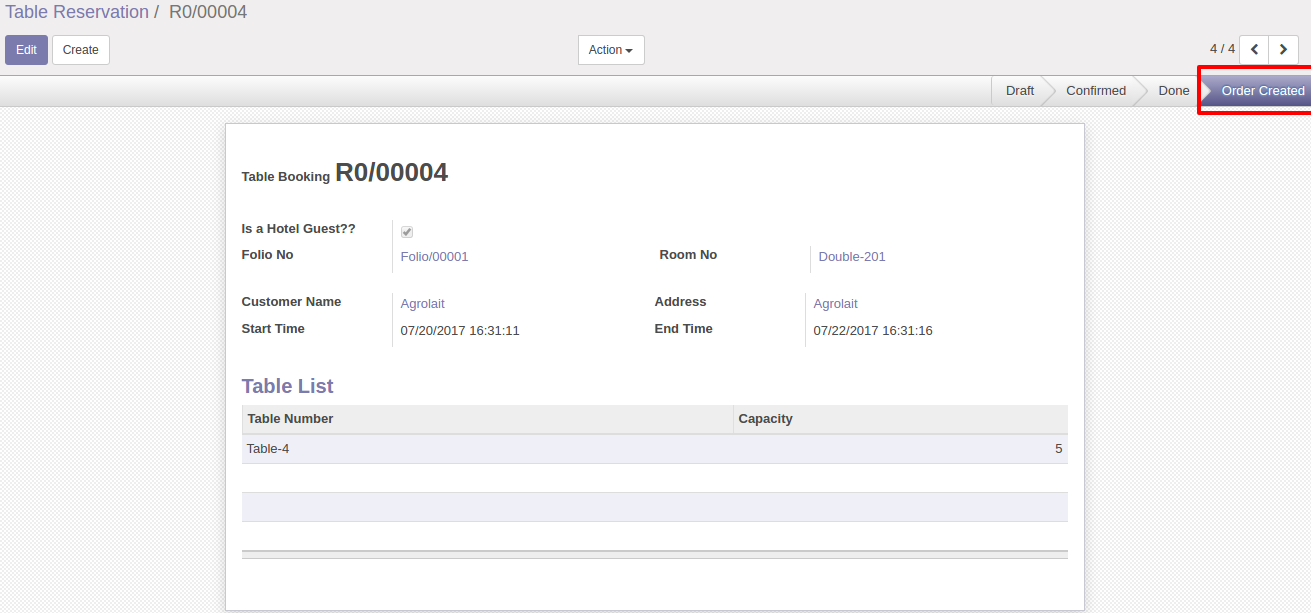 Table Reservation / R0/00004
Edit Create Action 4 / 4
Draft Confirmed Done Order Created
Table Booking R0/00004
Is a Hotel Guest??
Folio No Folio/00001 Room No Double-201
Customer Name Agrolait Address Agrolait
Start Time 07/20/2017 16:31:11 End Time 07/22/2017 16:31:16
Table List
Table Number Capacity
Table-4 5